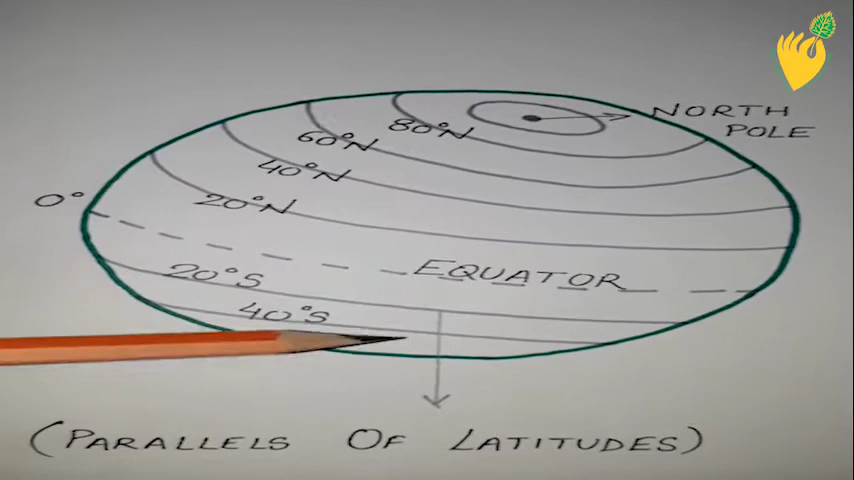 NORTH
POLE
80°N
60°N
40°N
20°N
0°
EQUATOR
20°S
40°S
(PARALLELS OF LATITUDES)